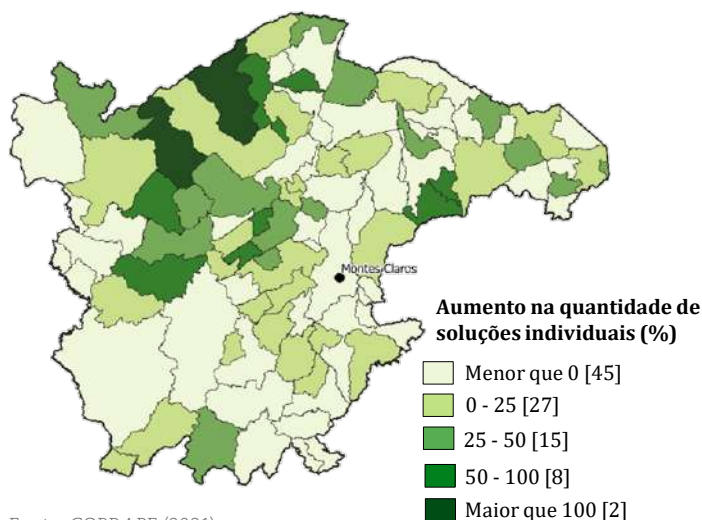 Montes Claros
Aumento na quantidade de
soluções individuais (%)
Menor que 0 [45]
0 - 25 [27]
25 - 50 [15]
50 - 100 [8]
Maior que 100 [2]